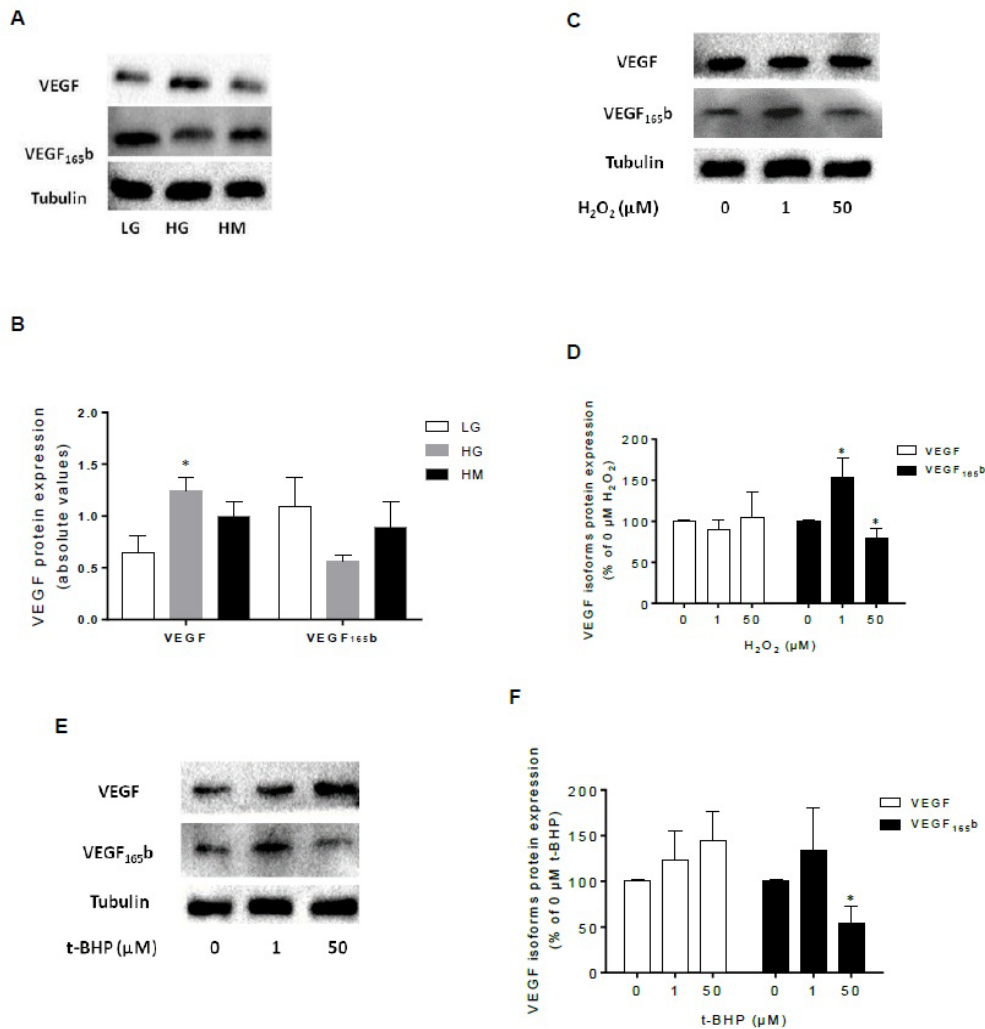 A
VEGF
VEGF₁₆₅b
Tubulin
LG HG HM
C
VEGF
VEGF₁₆₅b
Tubulin
H₂O₂ (μM) 0 1 50
B
VEGF protein expression
(absolute values)
2.0
1.5
1.0
0.5
0.0
*
VEGF VEGF₁₆₅b
LG
HG
HM
D
VEGF isoforms protein expression
(% of 0 μM H₂O₂)
200
150
100
50
0
*
*
0 1 50 0 1 50
H₂O₂ (μM)
VEGF
VEGF₁₆₅b
E
VEGF
VEGF₁₆₅b
Tubulin
t-BHP (μM) 0 1 50
F
VEGF isoforms protein expression
(% of 0 μM t-BHP)
200
150
100
50
0
*
0 1 50 0 1 50
t-BHP (μM)
VEGF
VEGF₁₆₅b